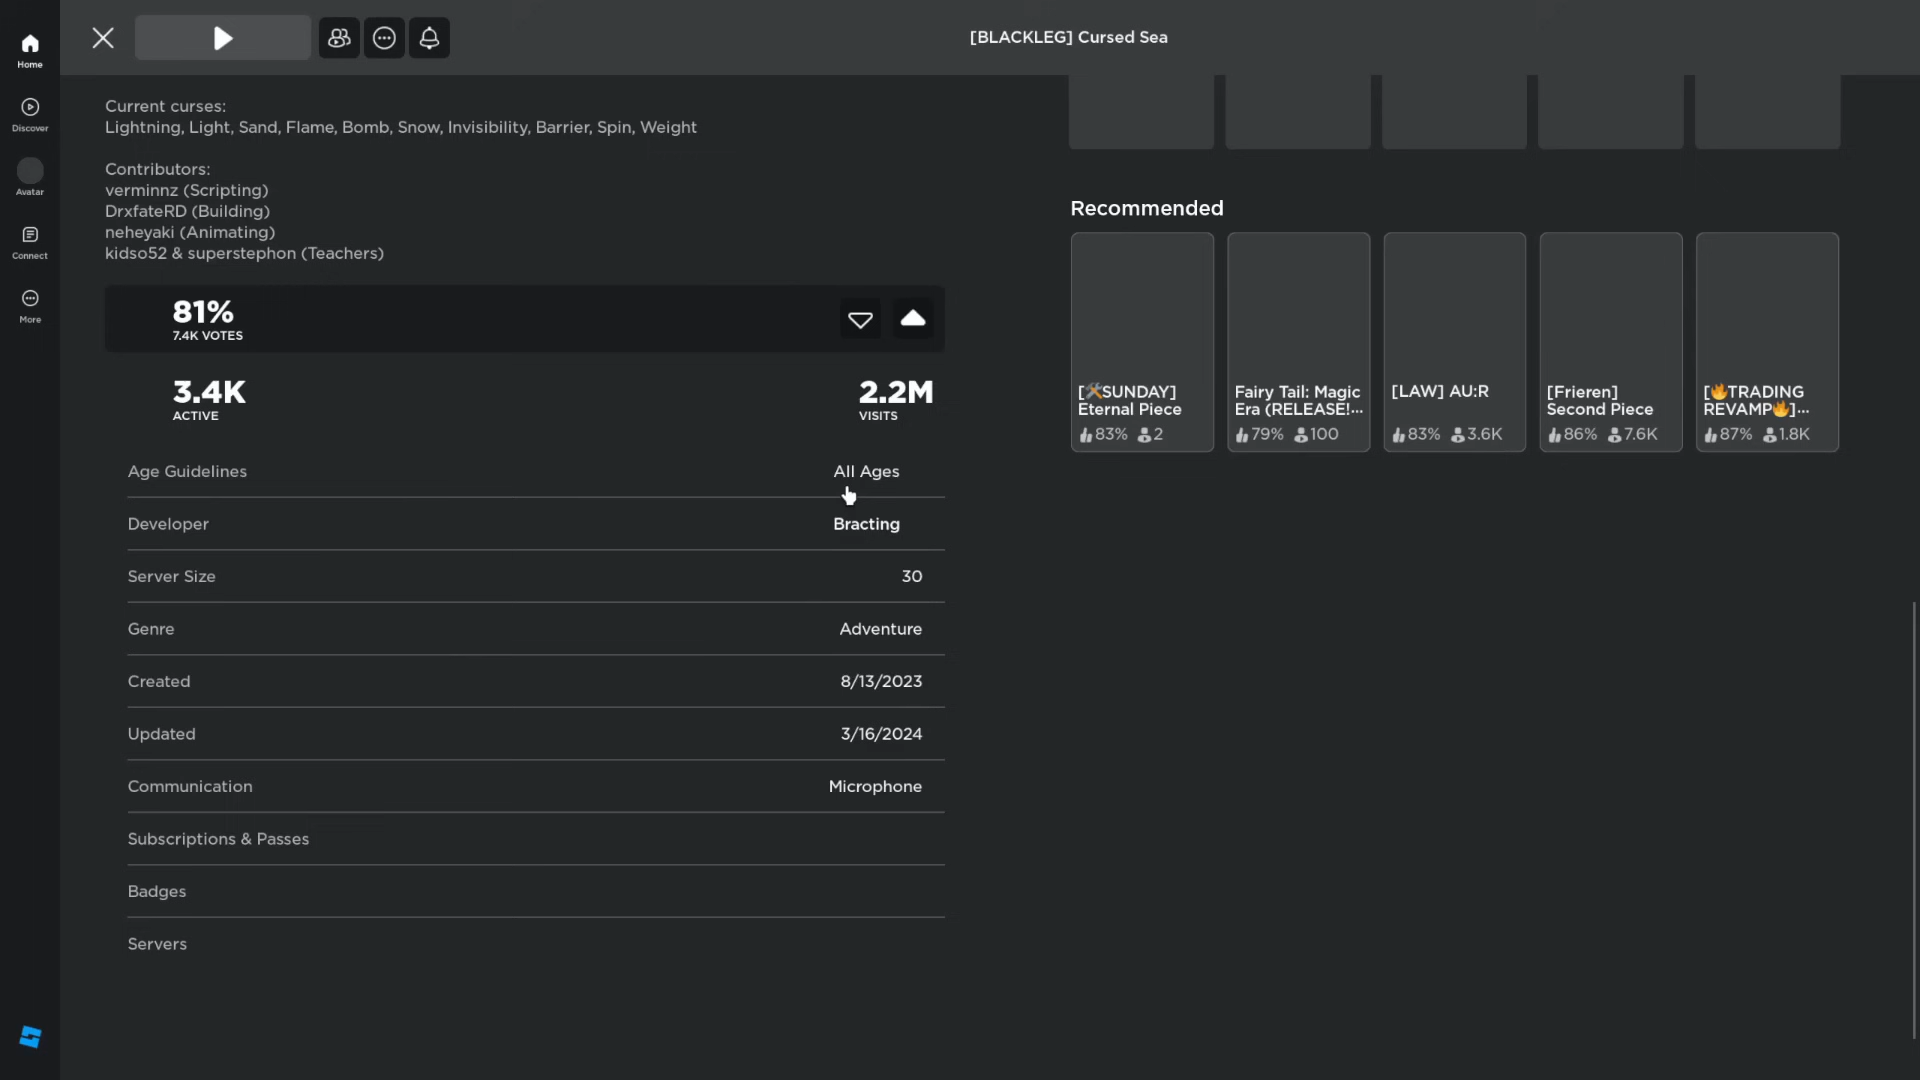 [BLACKLEG] Cursed Sea
Home
Discover
Avatar
Connect
More
Current curses:
Lightning, Light, Sand, Flame, Bomb, Snow, Invisibility, Barrier, Spin, Weight
Contributors:
verminnz (Scripting)
DrxfateRD (Building)
neheyaki (Animating)
kidso52 & superstephon (Teachers)
81%
7.4K VOTES
3.4K
ACTIVE
2.2M
VISITS
Age Guidelines
All Ages
Developer
Bracting
Server Size
30
Genre
Adventure
Created
8/13/2023
Updated
3/16/2024
Communication
Microphone
Subscriptions & Passes
Badges
Servers
Recommended
[🛠️SUNDAY]
Eternal Piece
83% 2
Fairy Tail: Magic
Era (RELEASE!...
79% 100
[LAW] AU:R
83% 3.6K
[Frieren]
Second Piece
86% 7.6K
[🔥TRADING
REVAMP🔥]...
87% 1.8K